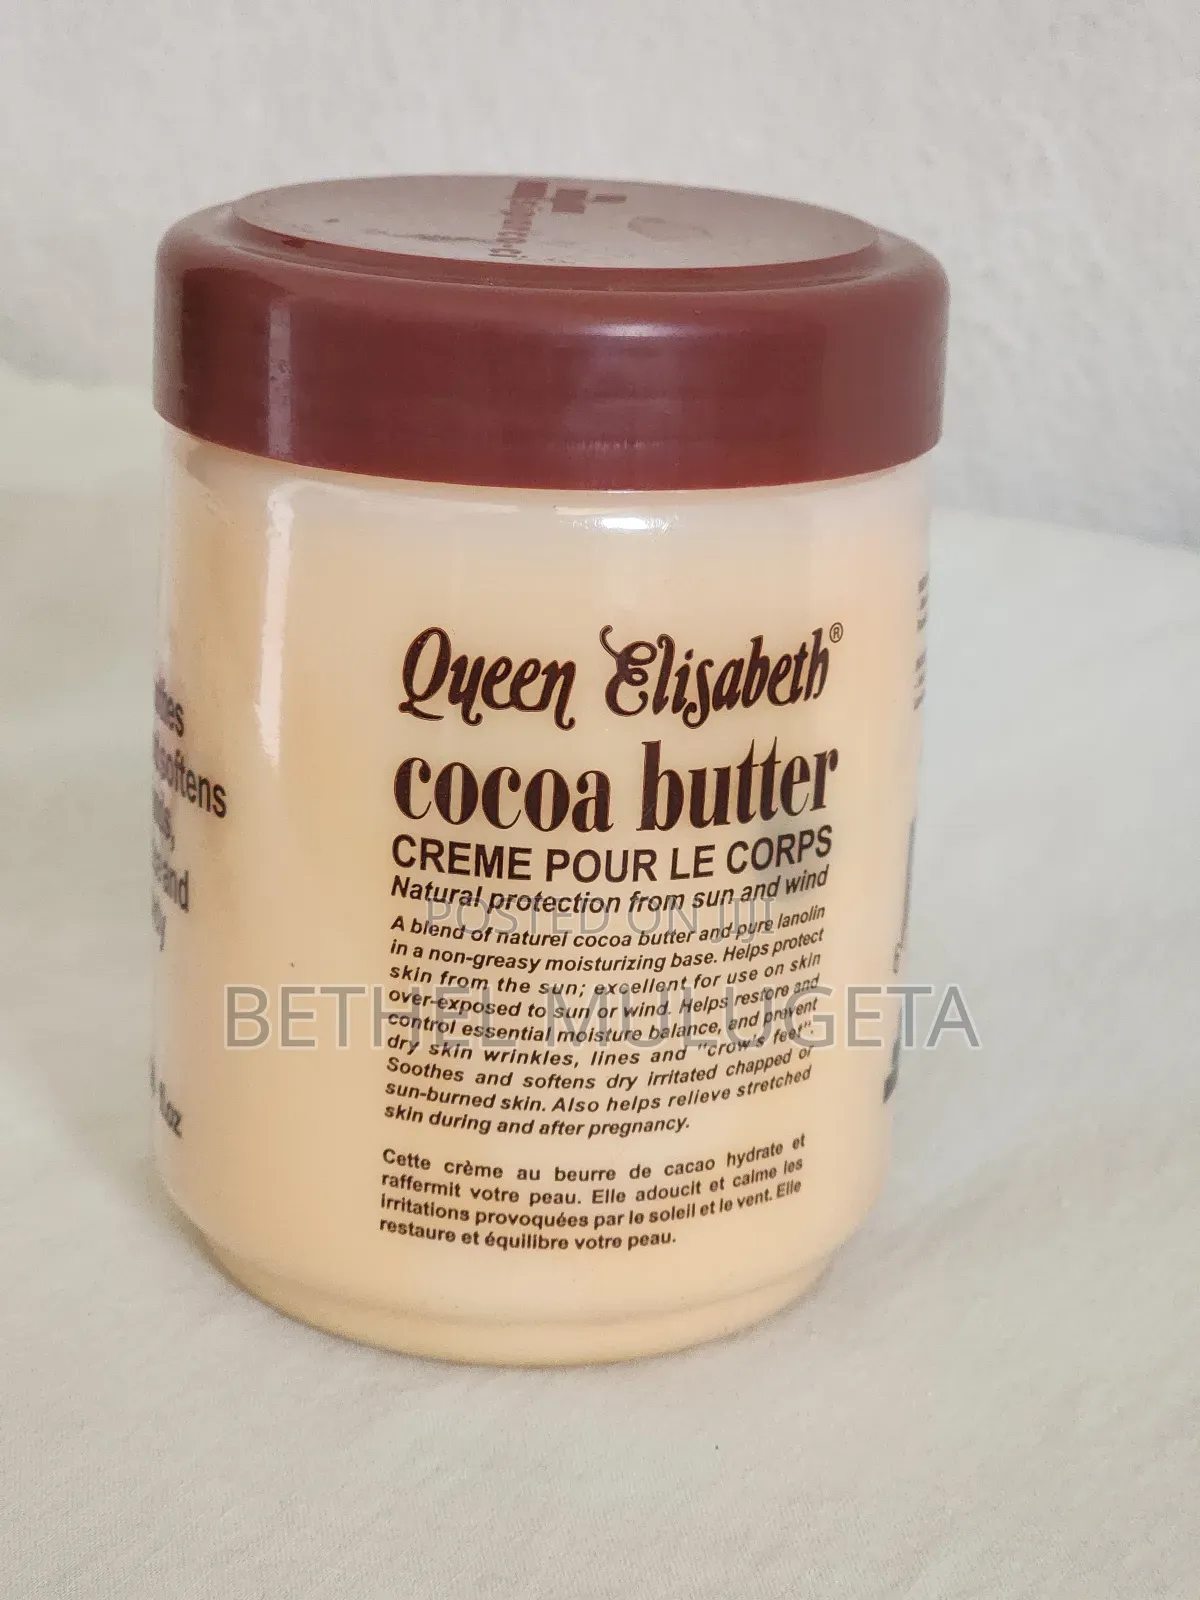 Queen Elisabeth®
cocoa butter
CREME POUR LE CORPS
Natural protection from sun and wind
A blend of naturel cocoa butter and pure lanolin
in a non-greasy moisturizing base. Helps protect
skin from the sun; excellent for use on skin
over-exposed to sun or wind. Helps restore and
control essential moisture balance, and prevent
dry skin wrinkles, lines and "crow's feet".
Soothes and softens dry irritated chapped or
sun-burned skin. Also helps relieve stretched
skin during and after pregnancy.
Cette crème au beurre de cacao hydrate et
raffermit votre peau. Elle adoucit et calme les
irritations provoquées par le soleil et le vent. Elle
restaure et équilibre votre peau.
softens
and
oz
POSTED ON JIJI
BETHEL MULUGETA